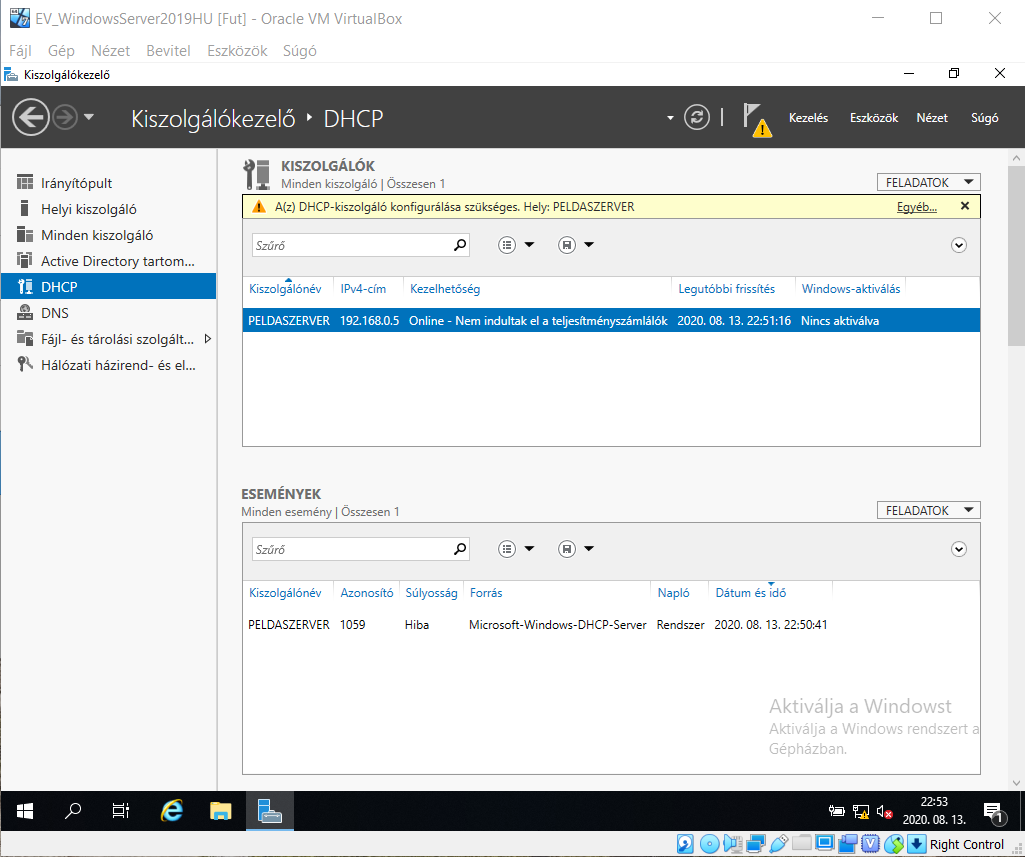 EV_WindowsServer2019HU [Fut] - Oracle VM VirtualBox
Fájl Gép Nézet Bevitel Eszközök Súgó
Kiszolgálókezelő
Kiszolgálókezelő DHCP
Kezelés Eszközök Nézet Súgó
Irányítópult
Helyi kiszolgáló
Minden kiszolgáló
Active Directory tartom...
DHCP
DNS
Fájl- és tárolási szolgált...
Hálózati házirend- és el...
KISZOLGÁLÓK
Minden kiszolgáló | Összesen 1
FELADATOK
A(z) DHCP-kiszolgáló konfigurálása szükséges. Hely: PELDASZERVER Egyéb...
Szűrő
Kiszolgálónév IPv4-cím Kezelhetőség Legutóbbi frissítés Windows-aktiválás
PELDASZERVER 192.168.0.5 Online - Nem indultak el a teljesítményszámlálók 2020. 08. 13. 22:51:16 Nincs aktiválva
ESEMÉNYEK
Minden esemény | Összesen 1
FELADATOK
Szűrő
Kiszolgálónév Azonosító Súlyosság Forrás Napló Dátum és idő
PELDASZERVER 1059 Hiba Microsoft-Windows-DHCP-Server Rendszer 2020. 08. 13. 22:50:41
Aktiválja a Windowst
Aktiválja a Windows rendszert a
Gépházban.
22:53
2020. 08. 13.
1
Right Control